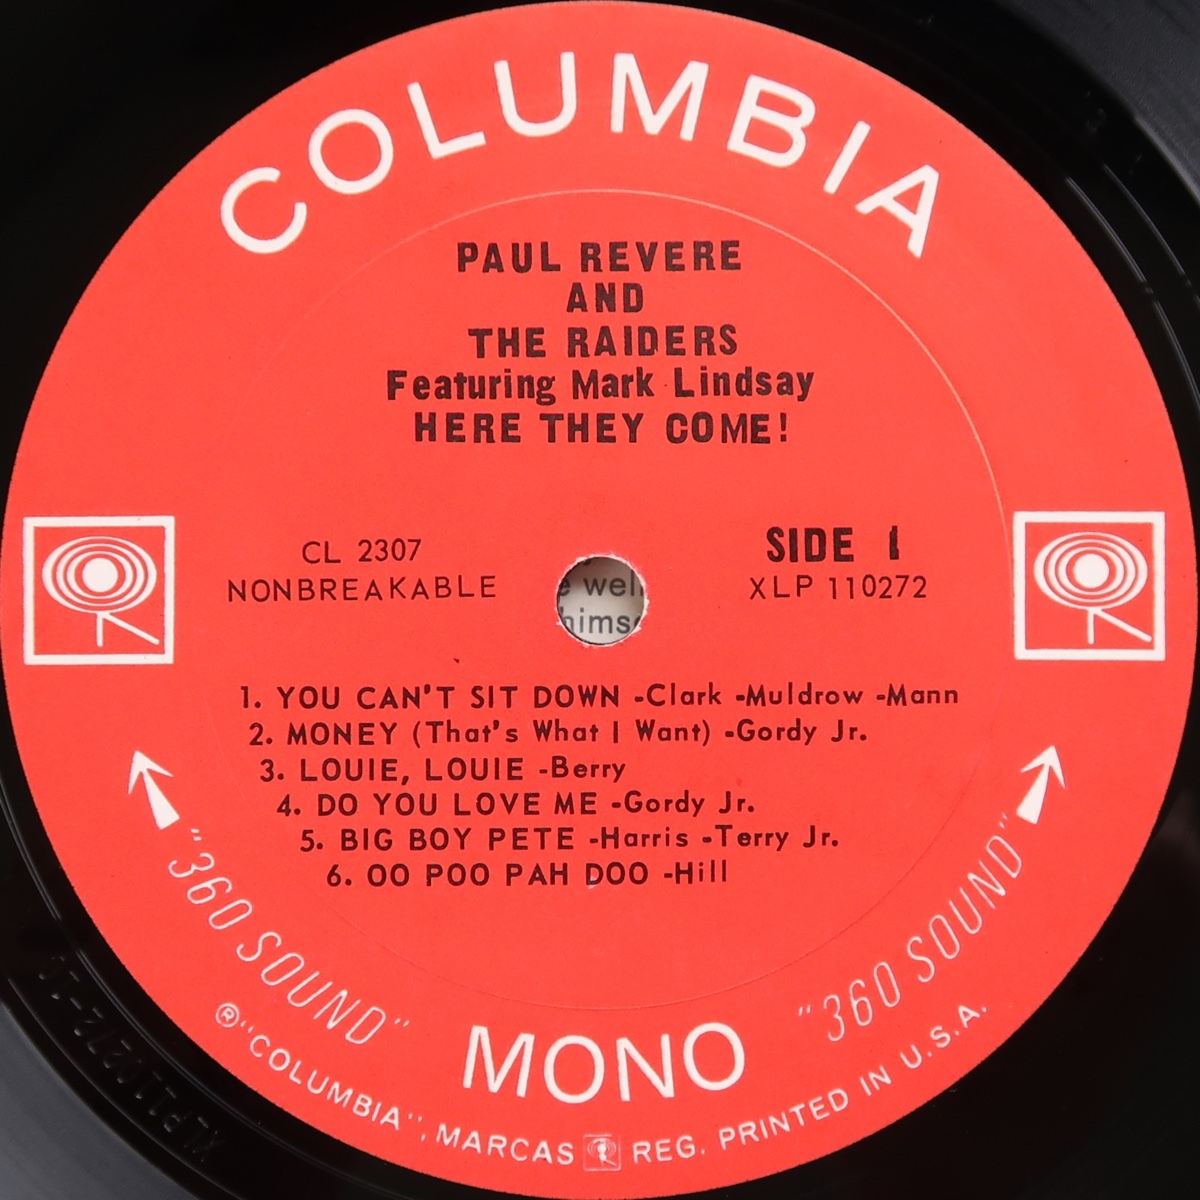 COLUMBIA
PAUL REVERE
AND
THE RAIDERS
Featuring Mark Lindsay
HERE THEY COME!
CL 2307
NONBREAKABLE
SIDE 1
XLP 110272
wel
himse
1. YOU CAN'T SIT DOWN -Clark -Muldrow -Mann
2. MONEY (That's What I Want) -Gordy Jr.
3. LOUIE, LOUIE -Berry
4. DO YOU LOVE ME -Gordy Jr.
5. BIG BOY PETE -Harris -Terry Jr.
6. OO POO PAH DOO -Hill
"360 SOUND"
MONO
"360 SOUND"
® "COLUMBIA", MARCAS REG. PRINTED IN U.S.A.